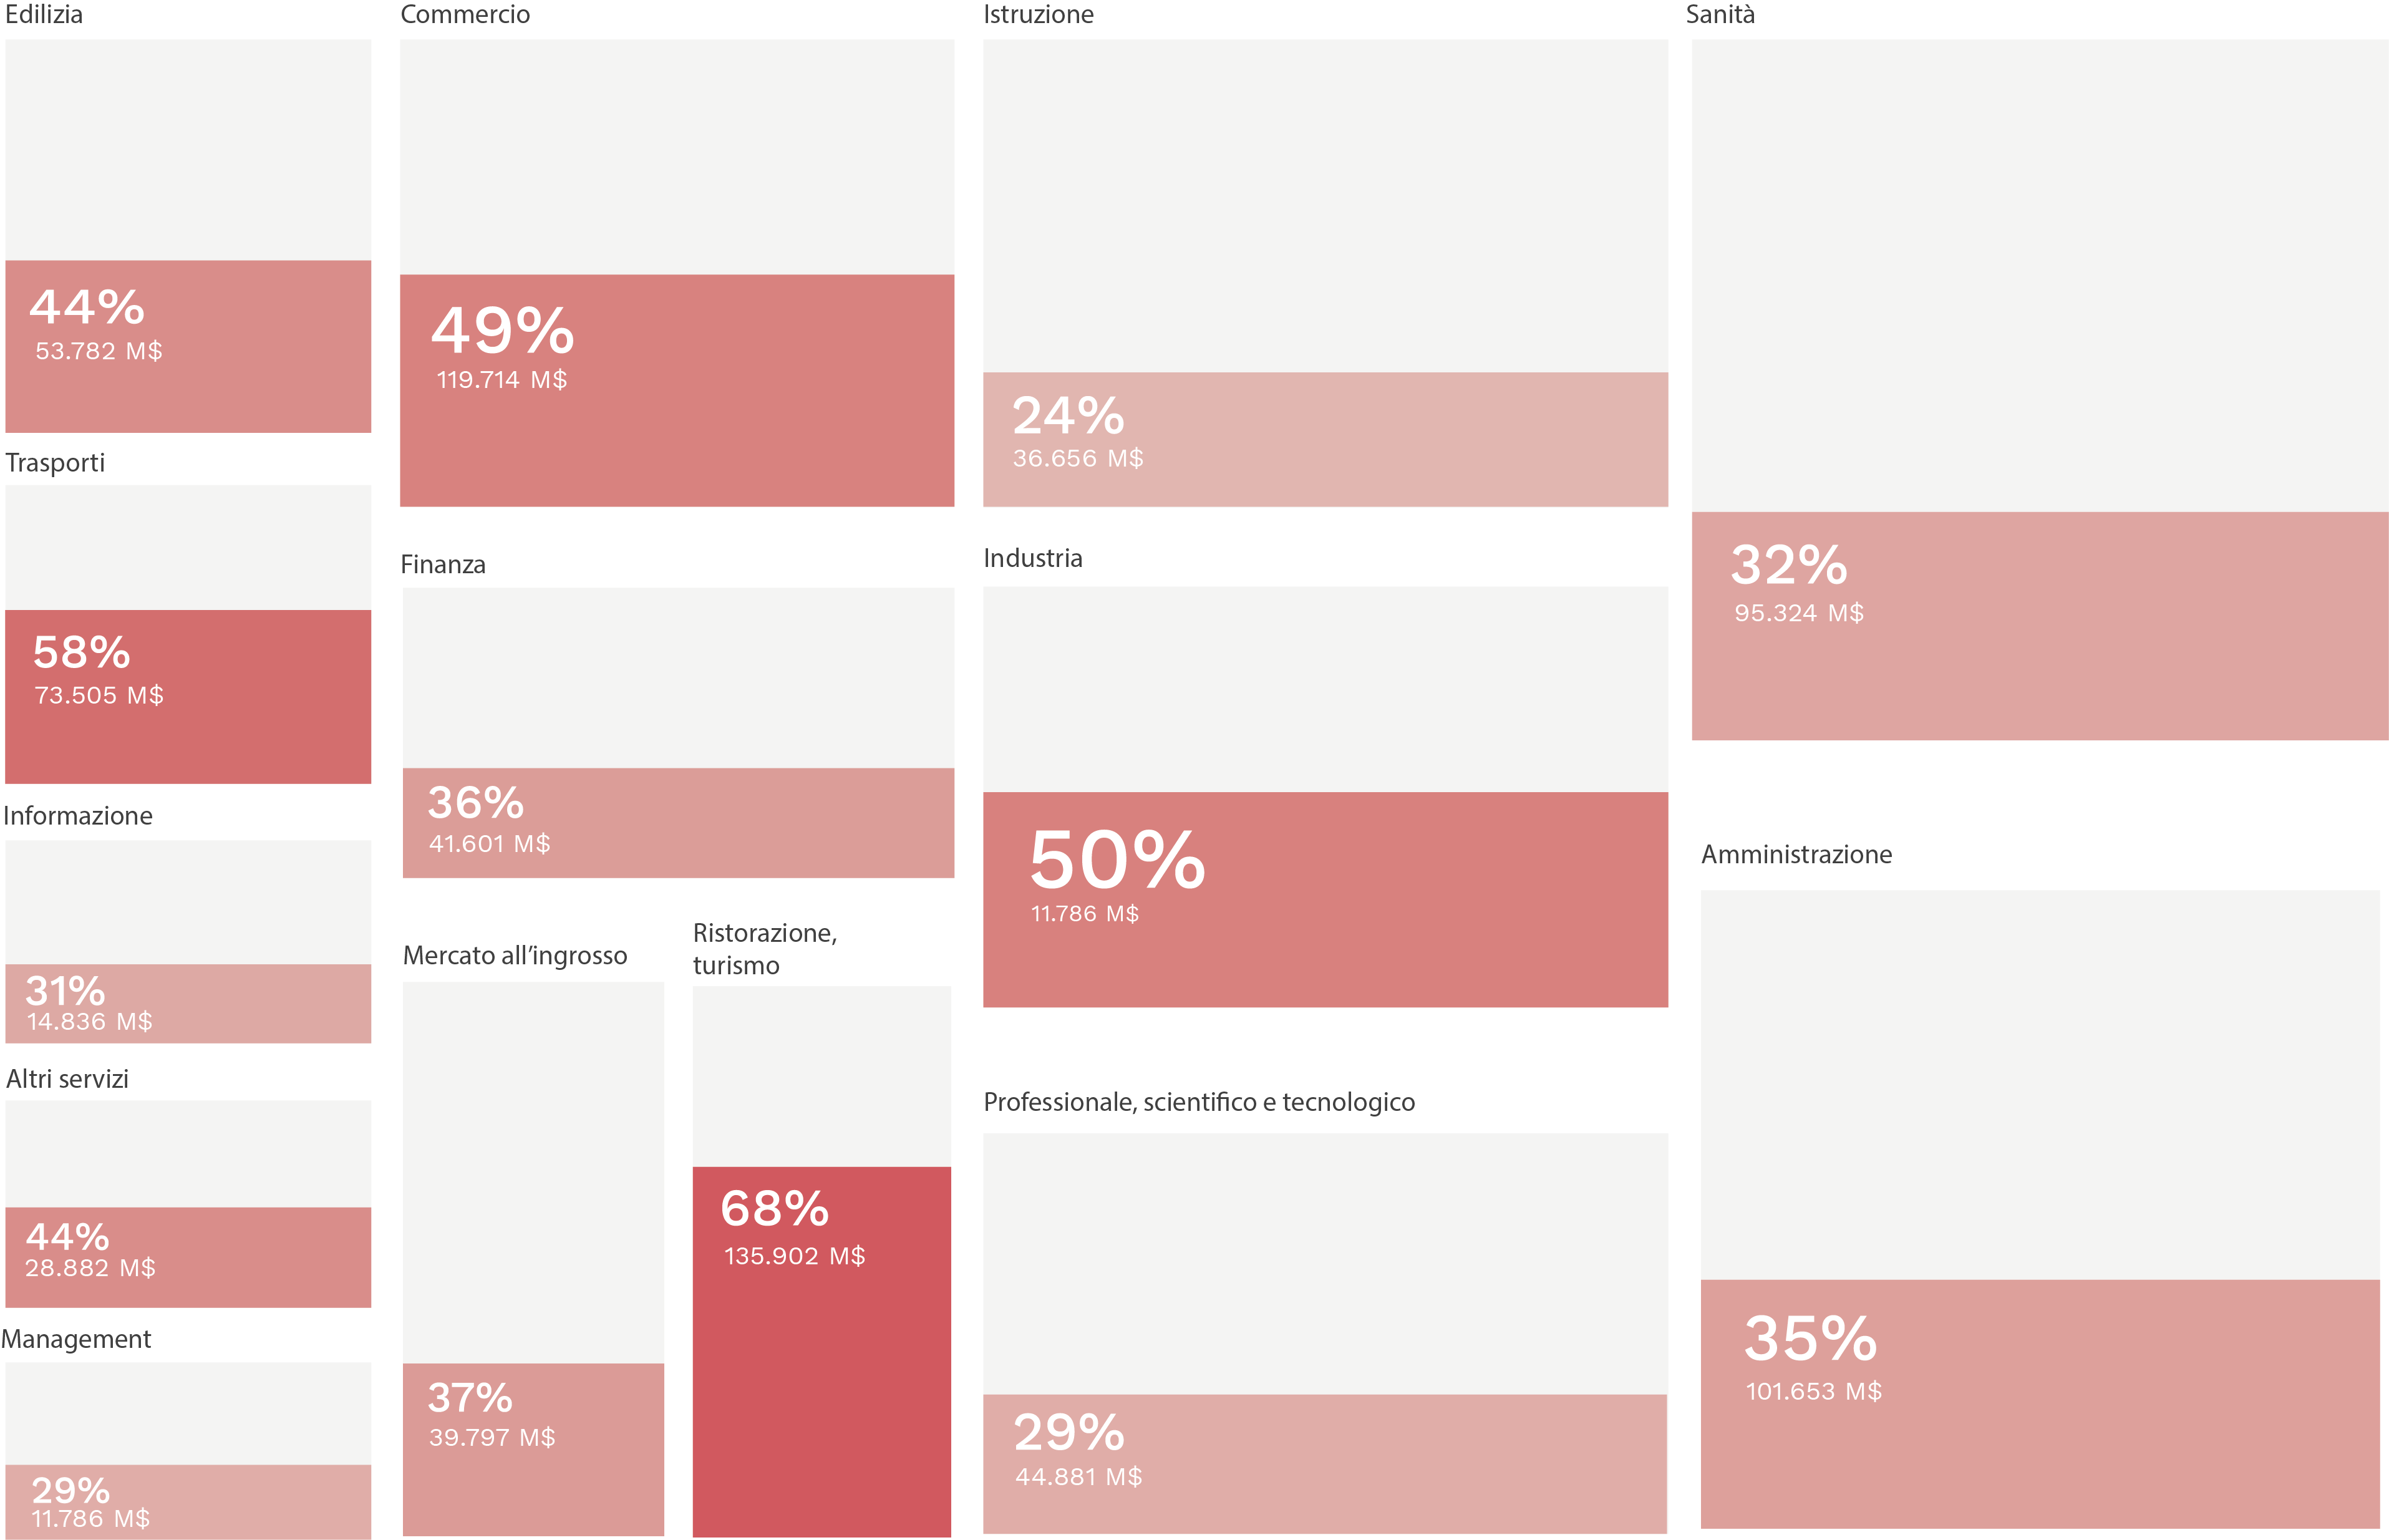 Edilizia
44%
53.782 M$
Trasporti
58%
73.505 M$
Informazione
31%
14.836 M$
Altri servizi
44%
28.882 M$
Management
29%
11.786 M$
Commercio
49%
119.714 M$
Finanza
36%
41.601 M$
Mercato all’ingrosso
37%
39.797 M$
Ristorazione,
turismo
68%
135.902 M$
Istruzione
24%
36.656 M$
Industria
50%
11.786 M$
Professionale, scientifico e tecnologico
29%
44.881 M$
Sanità
32%
95.324 M$
Amministrazione
35%
101.653 M$